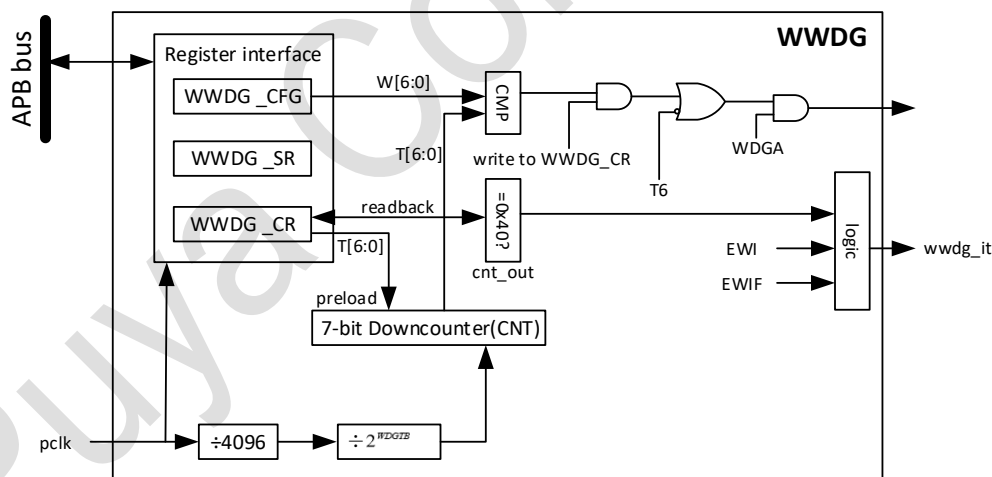 WWDG
APB bus
Register interface
WWDG _CFG
W[6:0]
CMP
write to WWDG_CR
WDGA
T6
WWDG _SR
T[6:0]
WWDG _CR
readback
=0x40?
cnt_out
T[6:0]
logic
EWI
EWIF
wwdg_it
preload
7-bit Downcounter(CNT)
pclk
÷4096
÷ 2^WDGTB
Puya Co